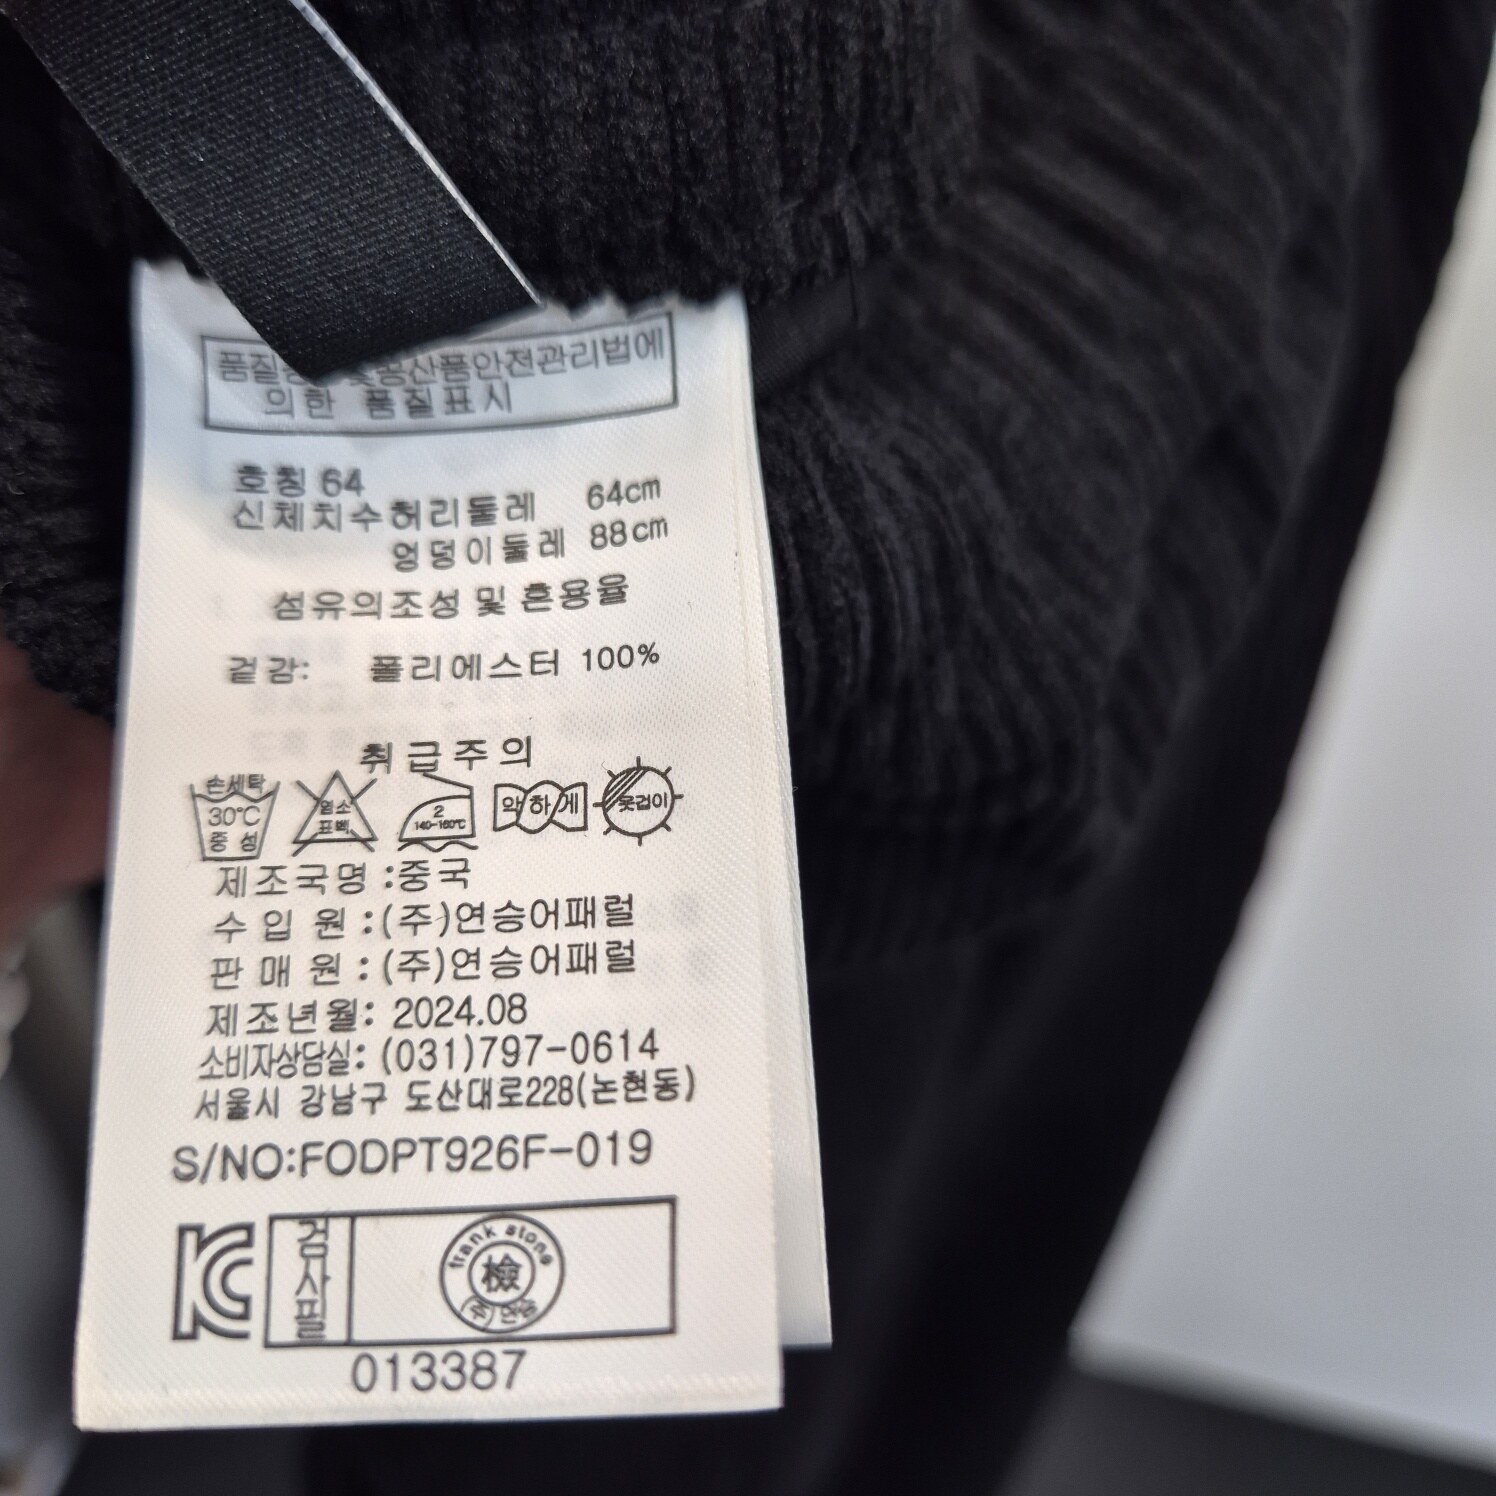 품질경영및공산품안전관리법에
의한 품질표시
호칭 64
신체치수허리둘레 64cm
엉덩이둘레 88cm
섬유의조성 및 혼용율
겉감: 폴리에스터 100%
취급주의
손세탁
30℃
중성
염소
표백
2
140-160℃
약하게
옷걸이
제조국명 :중국
수 입 원 :(주)연승어패럴
판 매 원 :(주)연승어패럴
제조년월: 2024.08
소비자상담실: (031)797-0614
서울시 강남구 도산대로228(논현동)
S/NO:FODPT926F-019
KC
검사필
frank stone
檢
(주)연승
013387